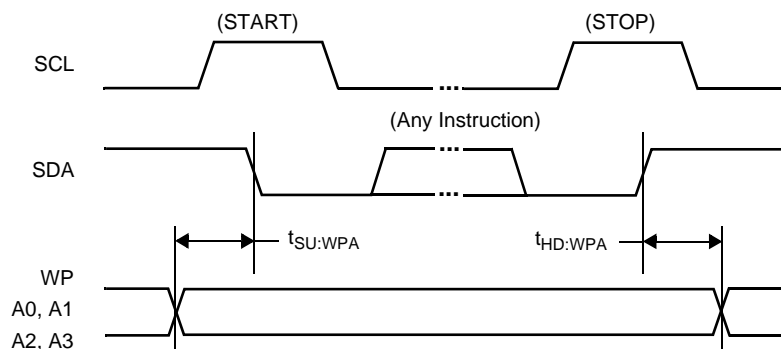 (START)
(STOP)
SCL
...
(Any Instruction)
SDA
...
tSU:WPA
tHD:WPA
WP
A0, A1
A2, A3